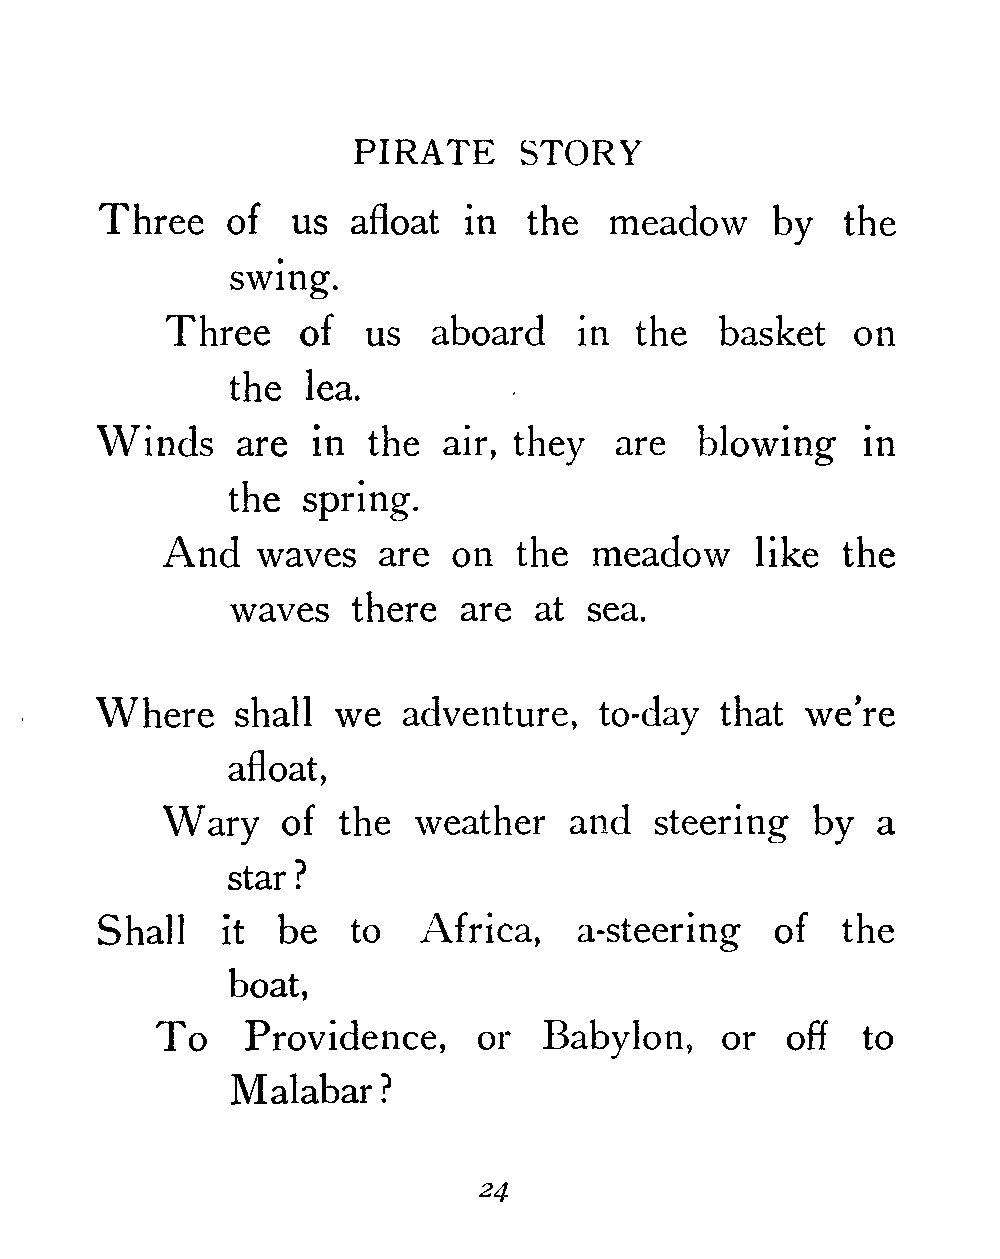 PIRATE STORY
Three of us afloat in the meadow by the
swing.
Three of us aboard in the basket on
the lea.
Winds are in the air, they are blowing in
the spring.
And waves are on the meadow like the
waves there are at sea.
Where shall we adventure, to-day that we're
afloat,
Wary of the weather and steering by a
star?
Shall it be to Africa, a-steering of the
boat,
To Providence, or Babylon, or off to
Malabar?
24